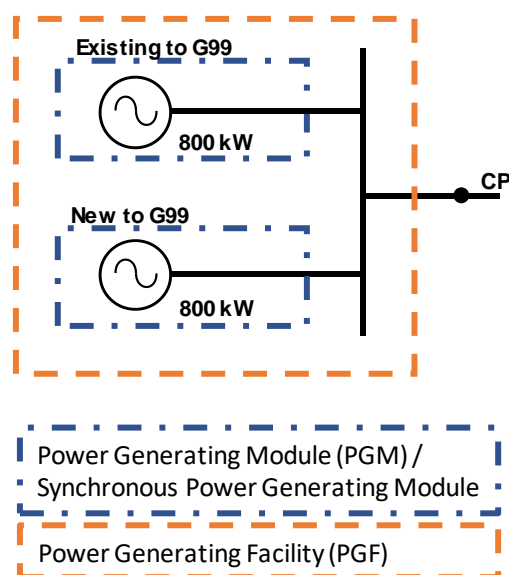 Existing to G99
800 kW
CP
New to G99
800 kW
Power Generating Module (PGM) /
Synchronous Power Generating Module
Power Generating Facility (PGF)